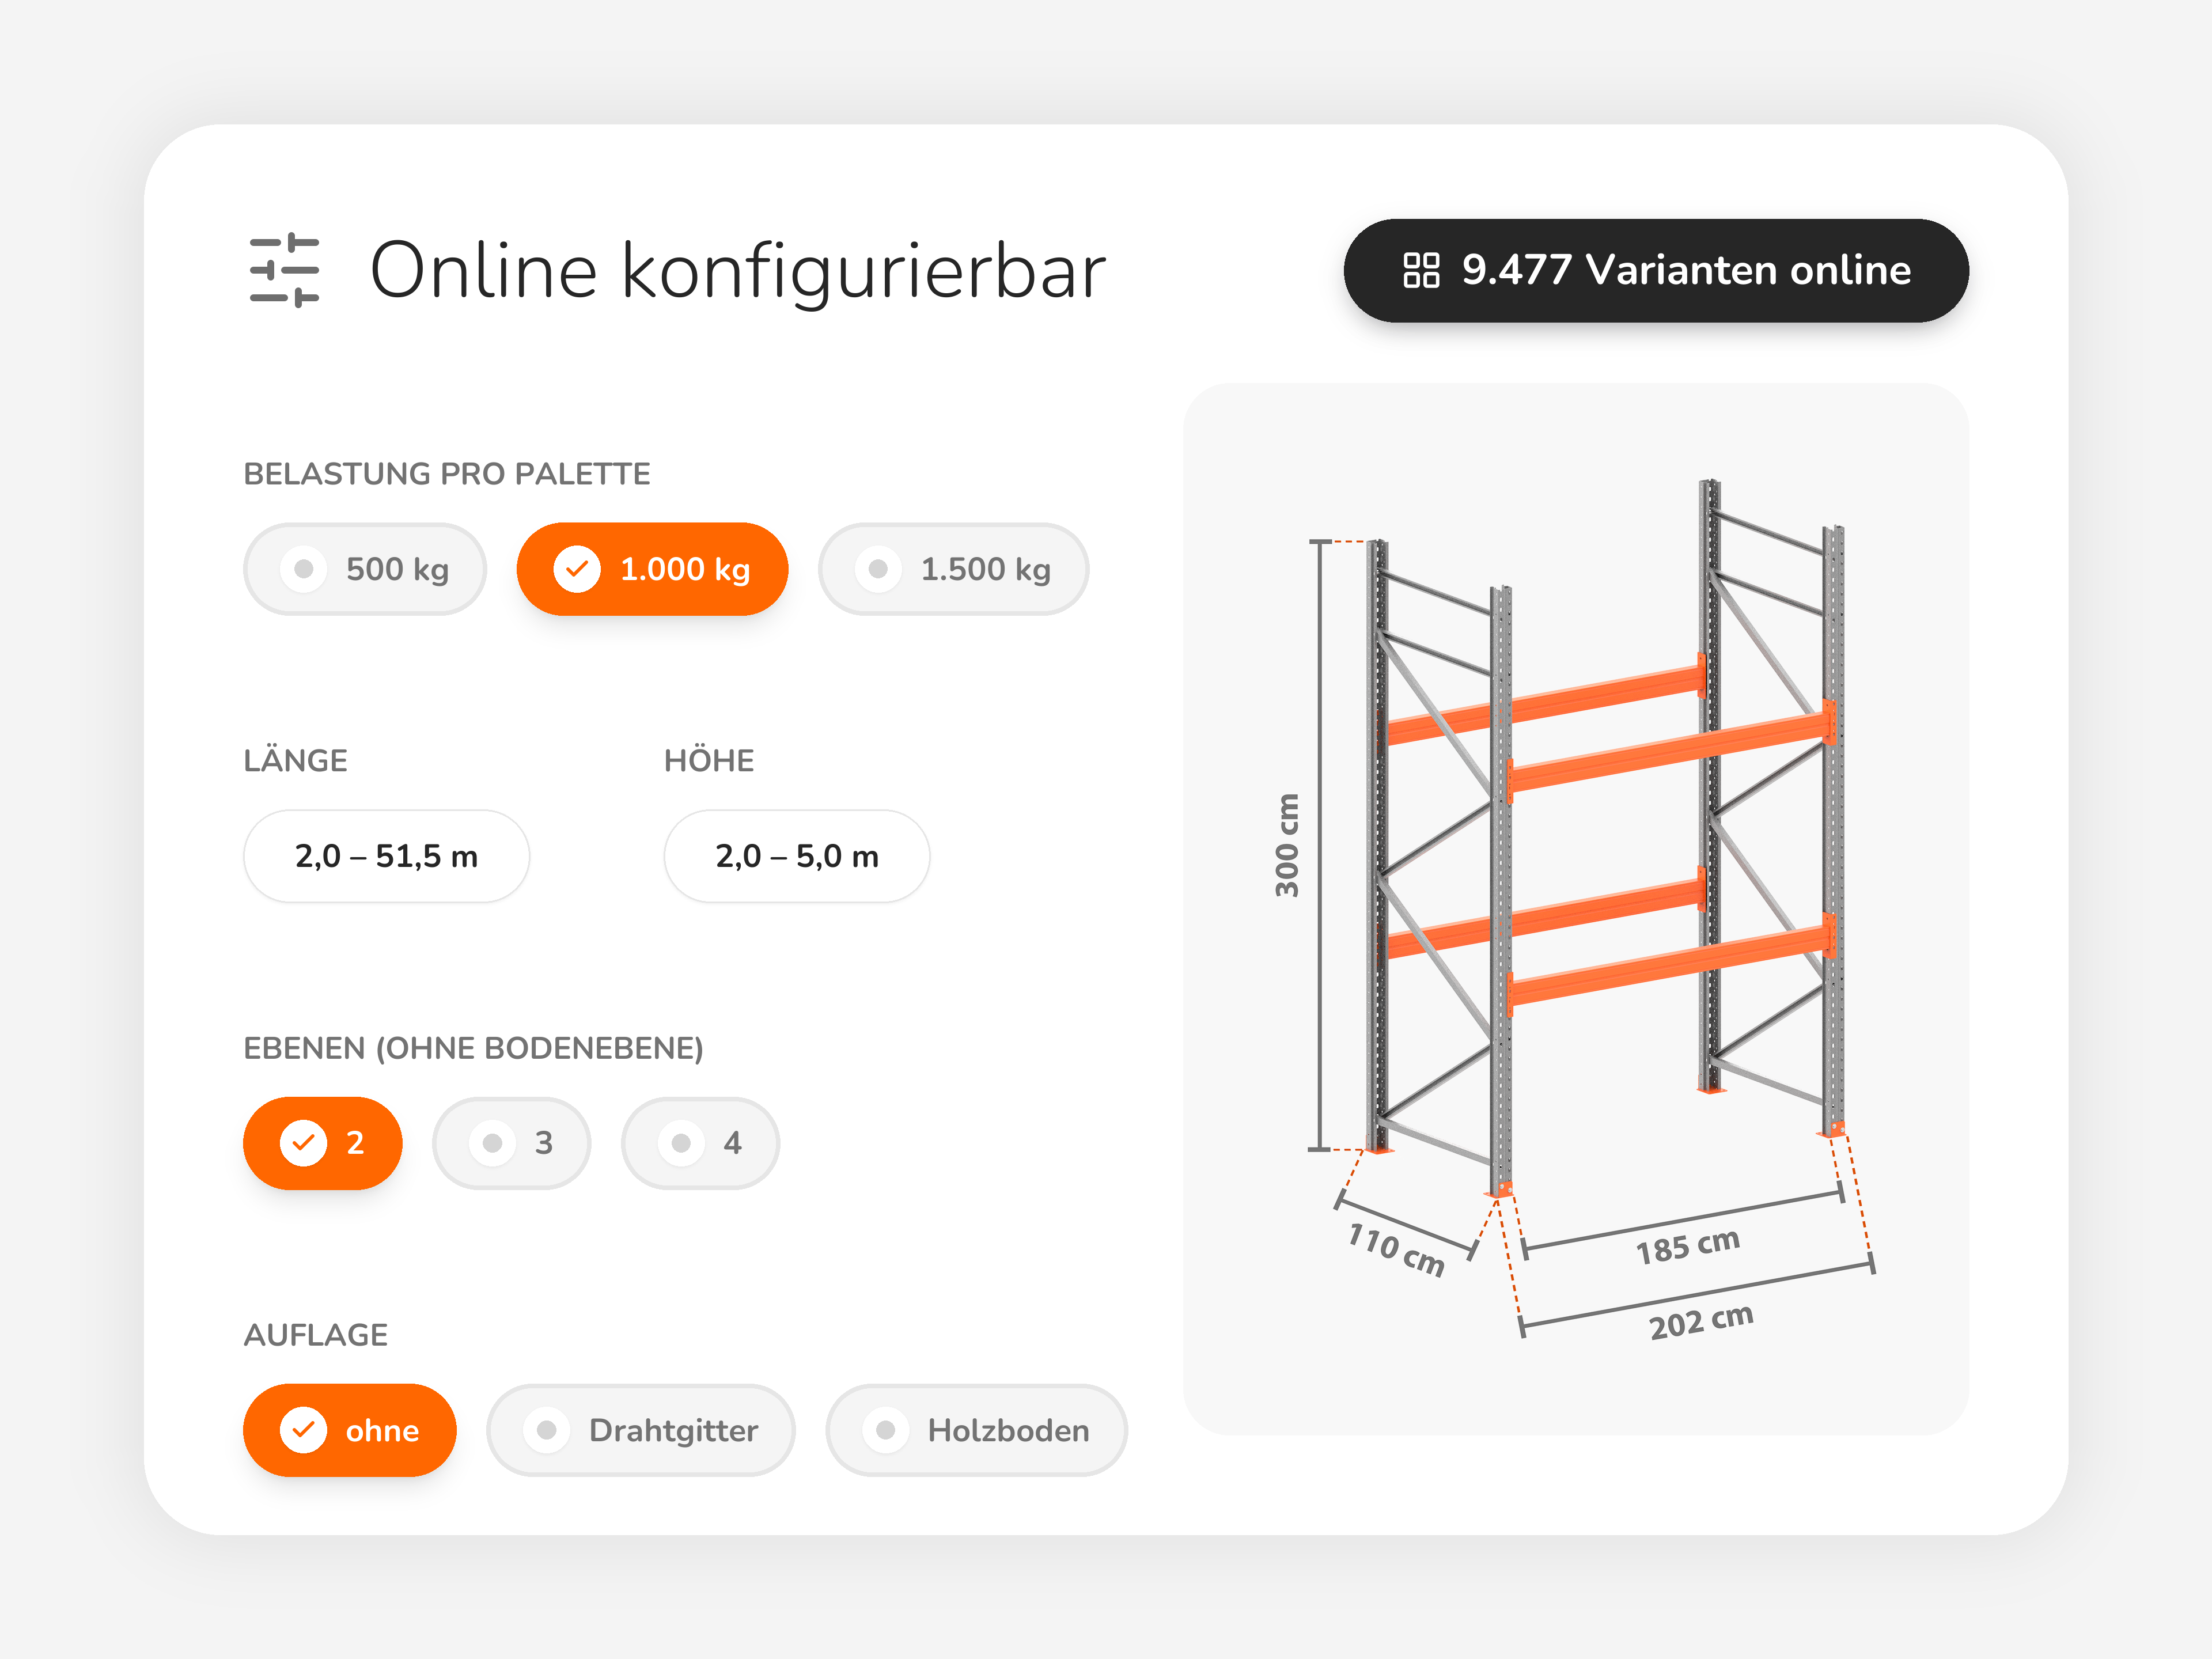 Online konfigurierbar
9.477 Varianten online
BELASTUNG PRO PALETTE
500 kg
1.000 kg
1.500 kg
LÄNGE
HÖHE
2,0 – 51,5 m
2,0 – 5,0 m
EBENEN (OHNE BODENEBENE)
2
3
4
AUFLAGE
ohne
Drahtgitter
Holzboden
300 cm
110 cm
185 cm
202 cm